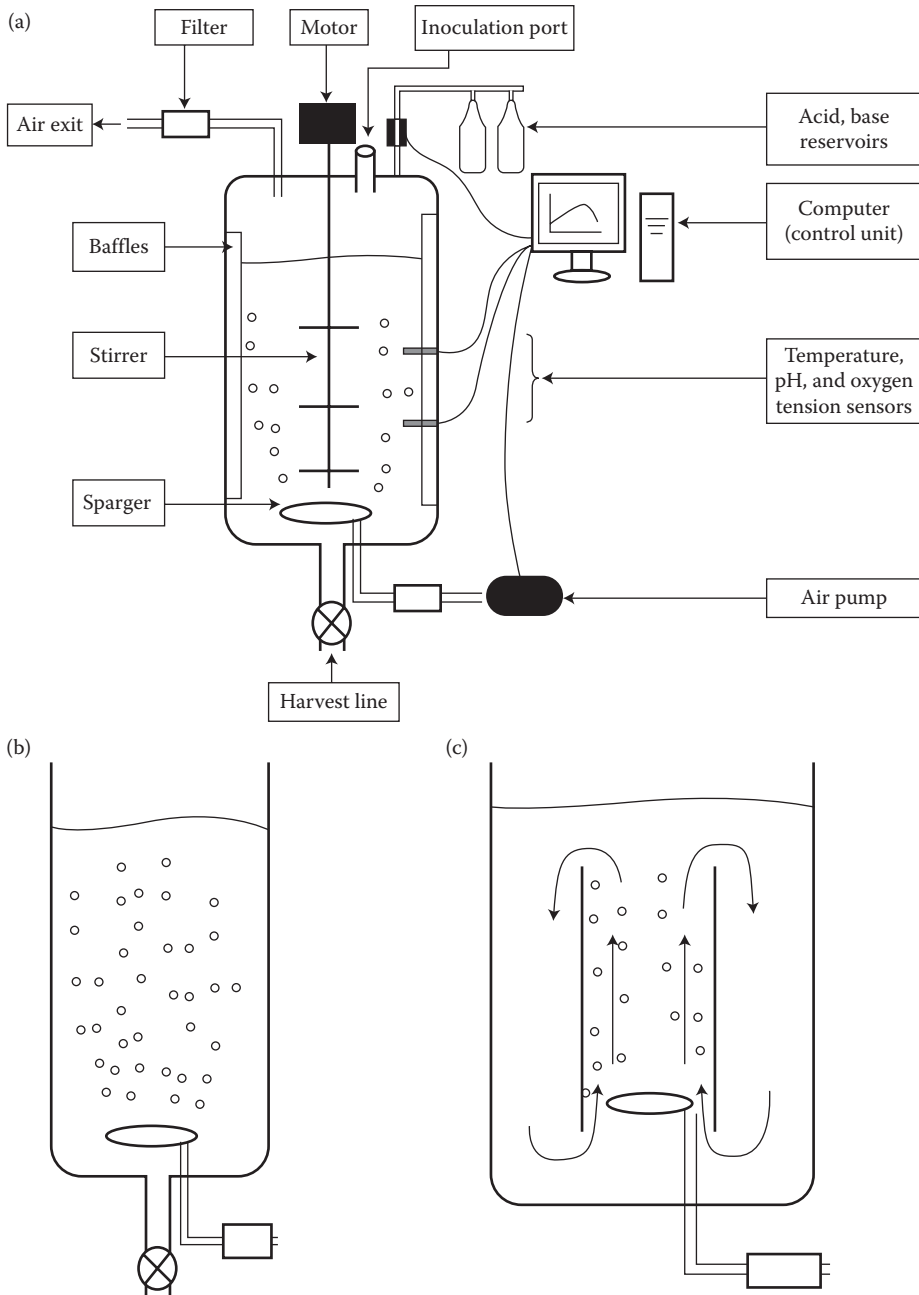 (a)
Filter
Motor
Inoculation port
Air exit
Acid, base
reservoirs
Computer
(control unit)
Baffles
Stirrer
Temperature,
pH, and oxygen
tension sensors
Sparger
Air pump
Harvest line
(b)
(c)